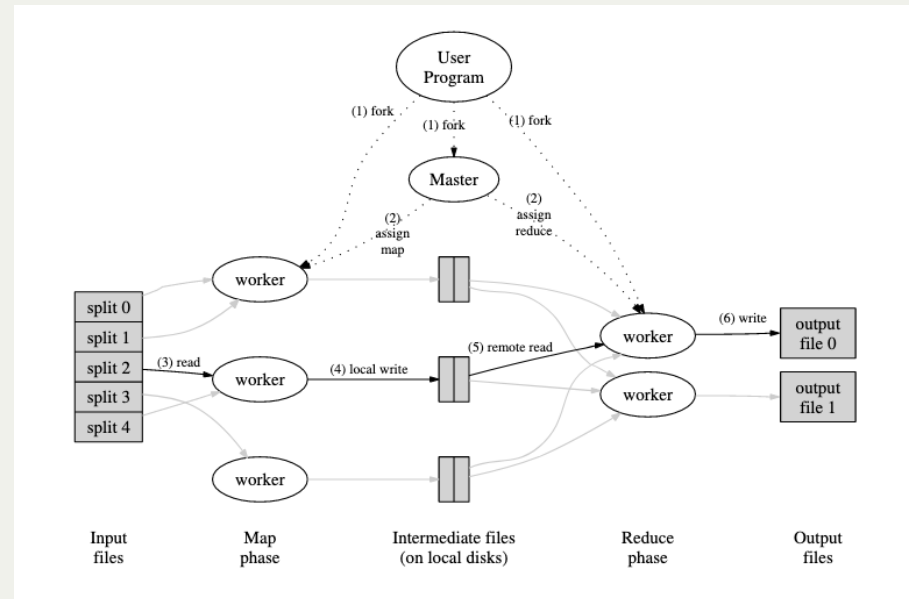 User
Program
(1) fork
(1) fork
(1) fork
Master
(2)
assign
map
(2)
assign
reduce
worker
split 0
split 1
split 2
split 3
split 4
(3) read
worker
(4) local write
(5) remote read
worker
(6) write
output
file 0
worker
output
file 1
worker
Input
files
Map
phase
Intermediate files
(on local disks)
Reduce
phase
Output
files